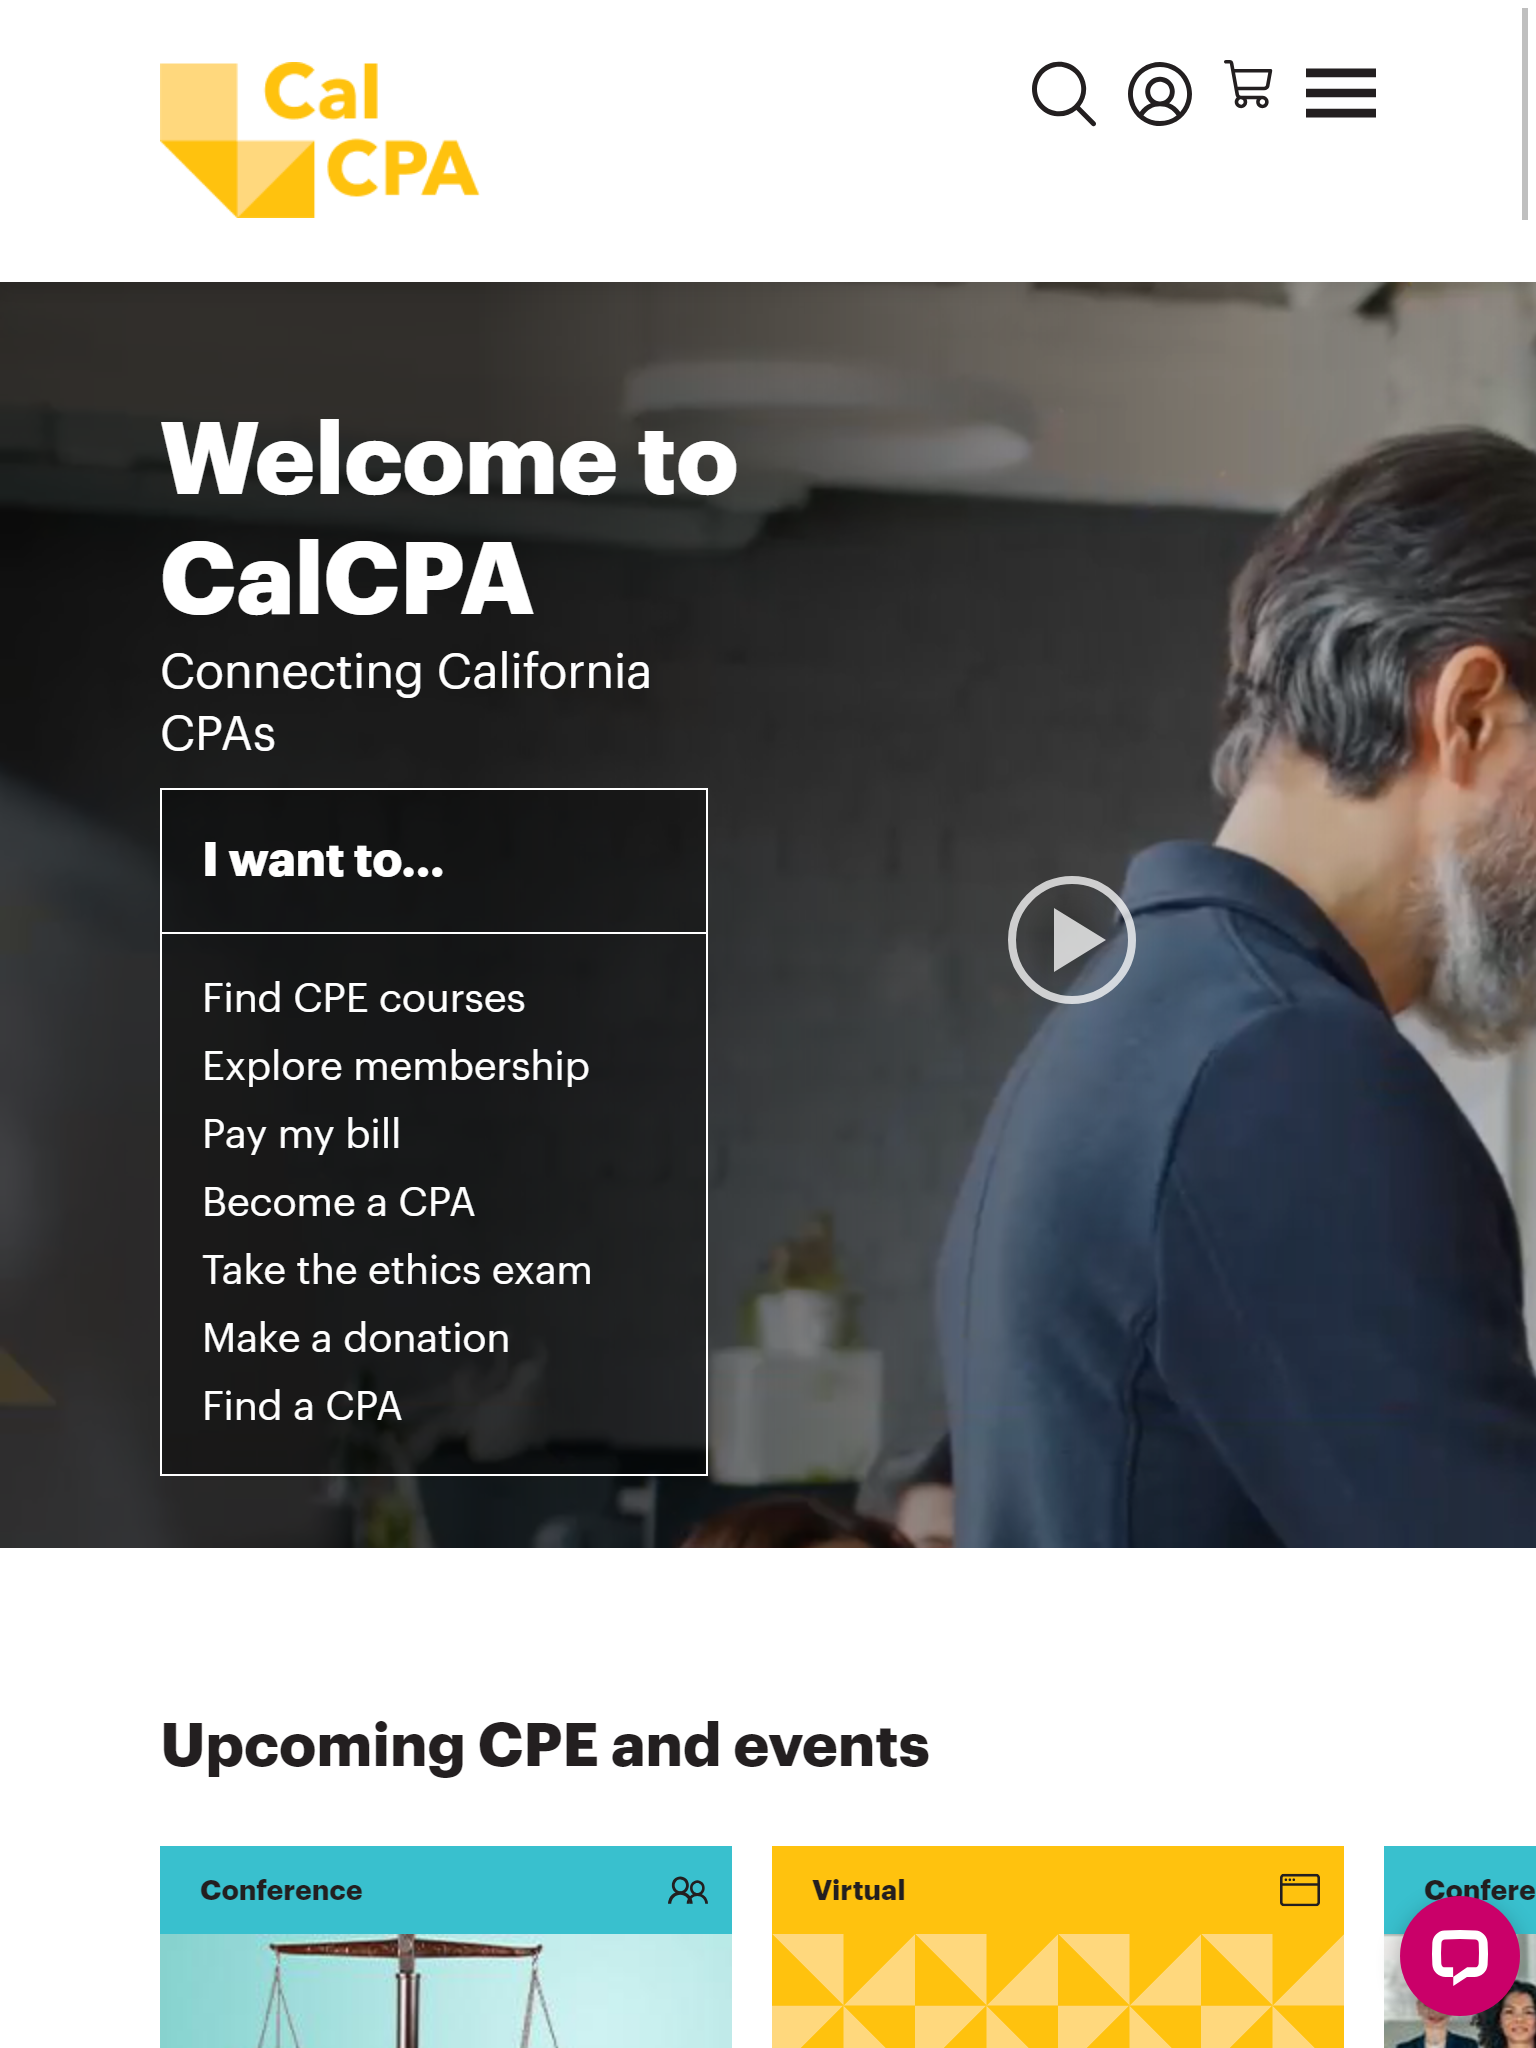 Cal
CPA
Welcome to
CalCPA
Connecting California
CPAs
I want to...
Find CPE courses
Explore membership
Pay my bill
Become a CPA
Take the ethics exam
Make a donation
Find a CPA
Upcoming CPE and events
Conference
Virtual
Confere